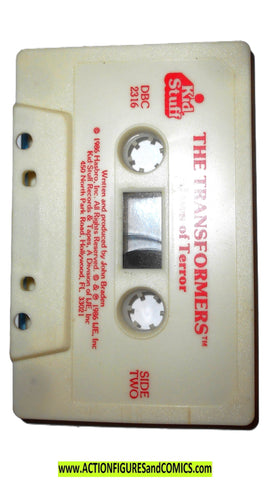 Kid
Stuff
DBC
2316
THE TRANSFORMERS™
of Terror
SIDE
TWO
Written and produced by John Braden
© 1986 Hasbro, Inc. All Rights Reserved. © & ℗ 1986 IJE, Inc
Kid Stuff Records & Tapes, A Division of IJE, Inc
450 North Park Road, Hollywood, FL 33021
www.ACTIONFIGURESandCOMICS.com